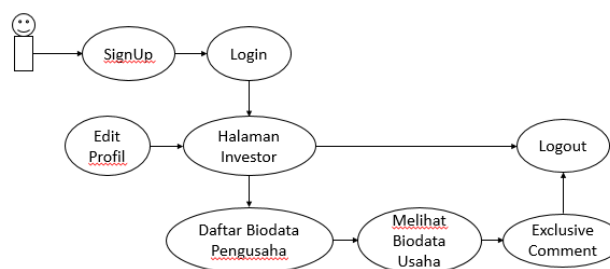 SignUp
Login
Edit
Profil
Halaman
Investor
Logout
Daftar Biodata
Pengusaha
Melihat
Biodata
Usaha
Exclusive
Comment